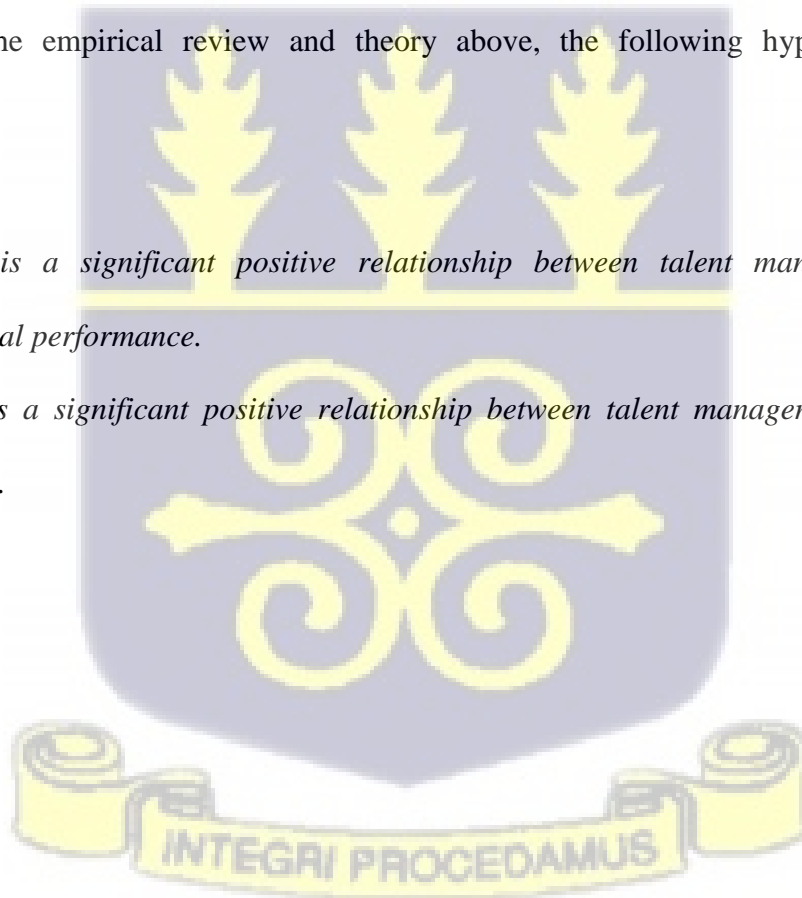 he empirical review and theory above, the following hyp
is a significant positive relationship between talent man
al performance.
s a significant positive relationship between talent manager
.
INTEGRI PROCEDAMUS